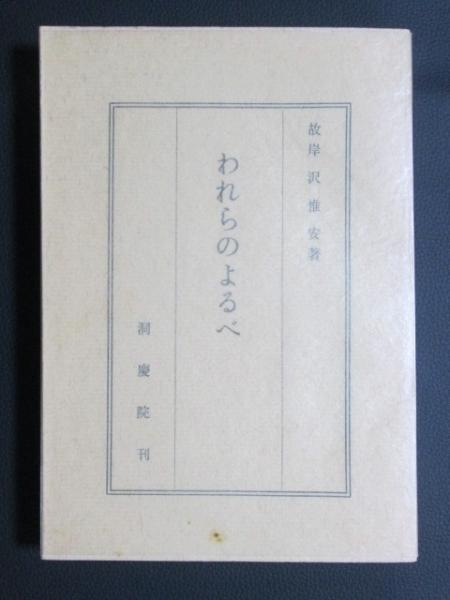 故岸沢惟安著
われらのよるべ
洞慶院刊